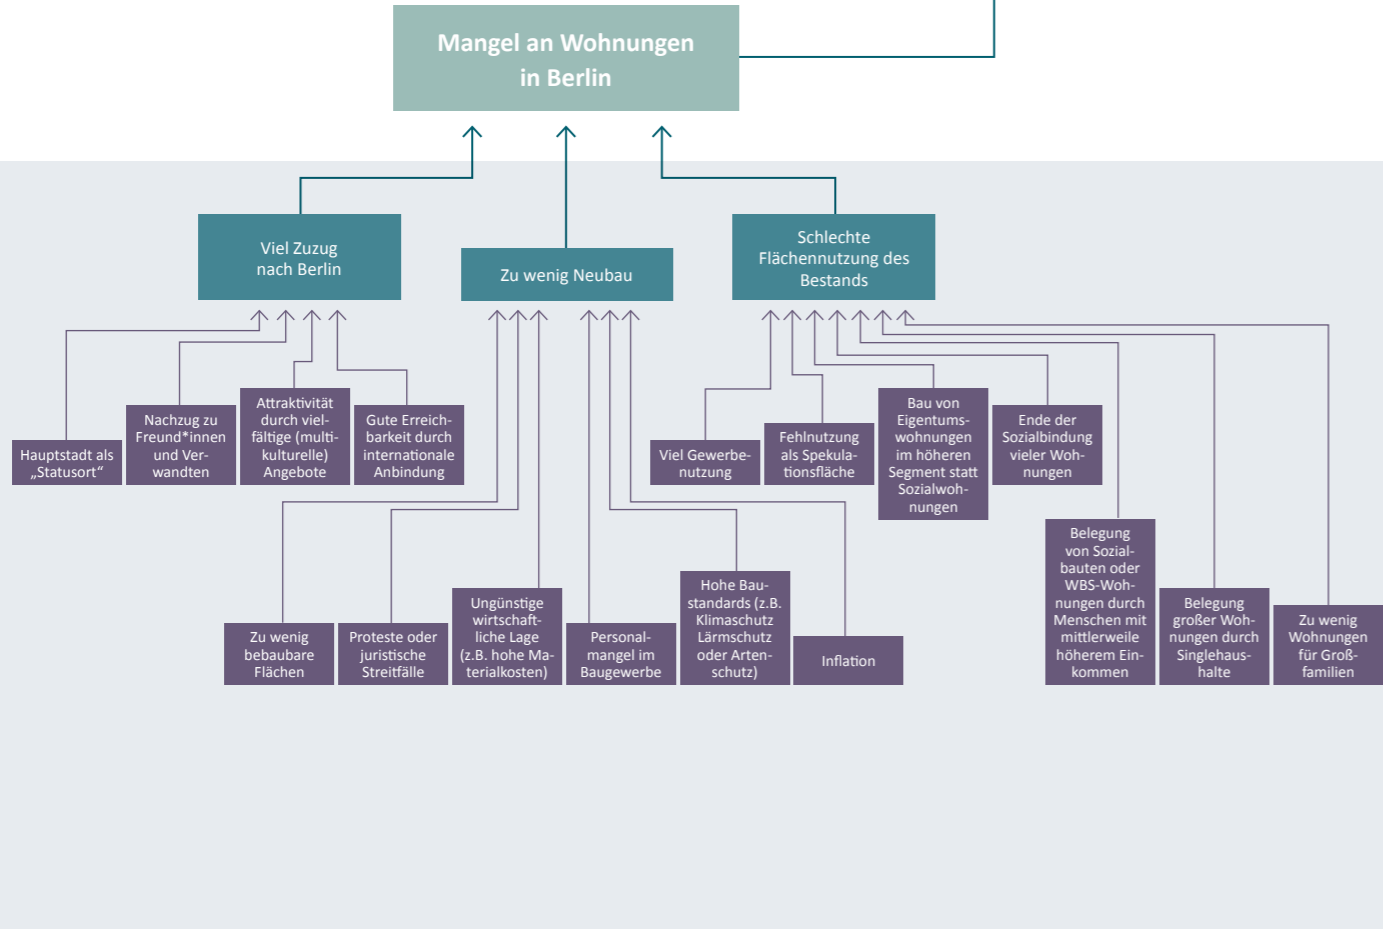 Mangel an Wohnungen
in Berlin
Viel Zuzug
nach Berlin
Zu wenig Neubau
Schlechte
Flächennutzung des
Bestands
Hauptstadt als
„Statusort“
Nachzug zu
Freund*innen
und Ver-
wandten
Attraktivität
durch viel-
fältige (multi-
kulturelle)
Angebote
Gute Erreich-
barkeit durch
internationale
Anbindung
Viel Gewerbe-
nutzung
Fehlnutzung
als Spekula-
tionsfläche
Bau von
Eigentums-
wohnungen
im höheren
Segment statt
Sozialwoh-
nungen
Ende der
Sozialbindung
vieler Woh-
nungen
Zu wenig
bebaubare
Flächen
Proteste oder
juristische
Streitfälle
Ungünstige
wirtschaft-
liche Lage
(z.B. hohe Ma-
terialkosten)
Personal-
mangel im
Baugewerbe
Hohe Bau-
standards (z.B.
Klimaschutz
Lärmschutz
oder Arten-
schutz)
Inflation
Belegung
von Sozial-
bauten oder
WBS-Woh-
nungen durch
Menschen mit
mittlerweile
höherem Ein-
kommen
Belegung
großer Woh-
nungen durch
Singlehaus-
halte
Zu wenig
Wohnungen
für Groß-
familien